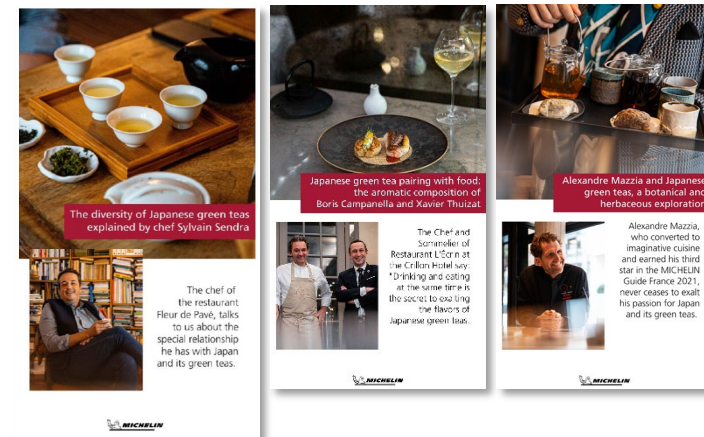 The diversity of Japanese green teas
explained by chef Sylvain Sendra
The chef of
the restaurant
Fleur de Pavé, talks
to us about the
special relationship
he has with Japan
and its green teas.
MICHELIN
Japanese green tea pairing with food:
the aromatic composition of
Boris Campanella and Xavier Thuizat
The Chef and
Sommelier of
Restaurant L'Écrin at
the Crillon Hotel say:
"Drinking and eating
at the same time is
the secret to exalting
the flavors of
Japanese green teas.
MICHELIN
Alexandre Mazzia and Japanese
green teas, a botanical and
herbaceous exploration
Alexandre Mazzia,
who converted to
imaginative cuisine
and earned his third
star in the MICHELIN
Guide France 2021,
never ceases to exalt
his passion for Japan
and its green teas.
MICHELIN